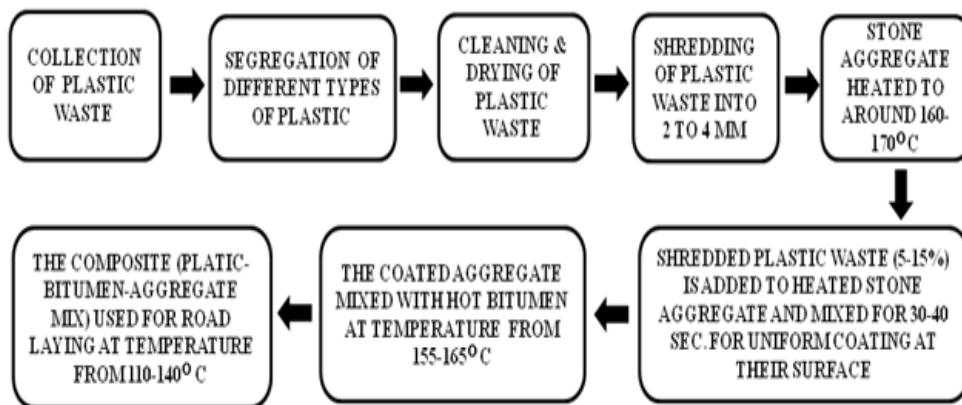 COLLECTION
OF PLASTIC
WASTE
SEGREGATION OF
DIFFERENT TYPES
OF PLASTIC
CLEANING &
DRYING OF
PLASTIC
WASTE
SHREDDING
OF PLASTIC
WASTE INTO
2 TO 4 MM
STONE
AGGREGATE
HEATED TO
AROUND 160-
170⁰ C
SHREDDED PLASTIC WASTE (5-15%)
IS ADDED TO HEATED STONE
AGGREGATE AND MIXED FOR 30-40
SEC. FOR UNIFORM COATING AT
THEIR SURFACE
THE COATED AGGREGATE
MIXED WITH HOT BITUMEN
AT TEMPERATURE FROM
155-165⁰ C
THE COMPOSITE (PLATIC-
BITUMEN-AGGREGATE
MIX) USED FOR ROAD
LAYING AT TEMPERATURE
FROM 110-140⁰ C